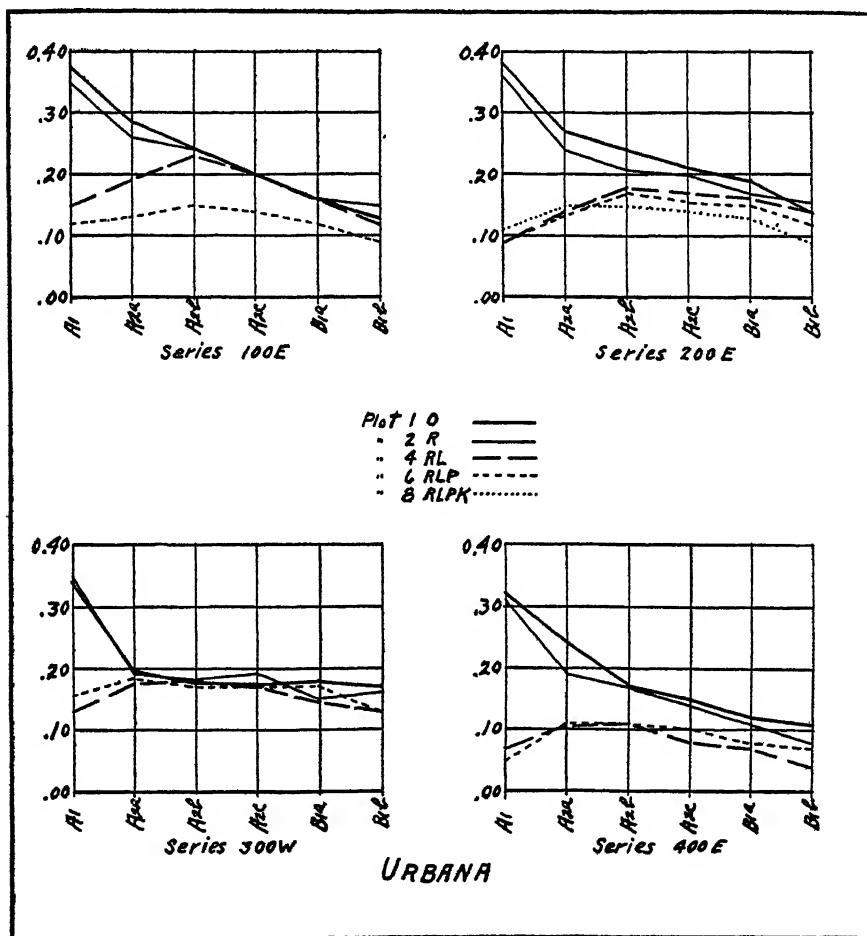 0.40 0.40
.30 .30
.20 .20
.10 .10
.00 .00
A1 A2a A2b A2c B1a B1b A1 A2a A2b A2c B1a B1b
Series 100E Series 200E
Plot 1 O
" 2 R
" 4 RL
" 6 RLP
" 8 RLPK
0.40 0.40
.30 .30
.20 .20
.10 .10
.00 .00
A1 A2a A2b A2c B1a B1b A1 A2a A2b A2c B1a B1b
Series 300W Series 400E
URBANA